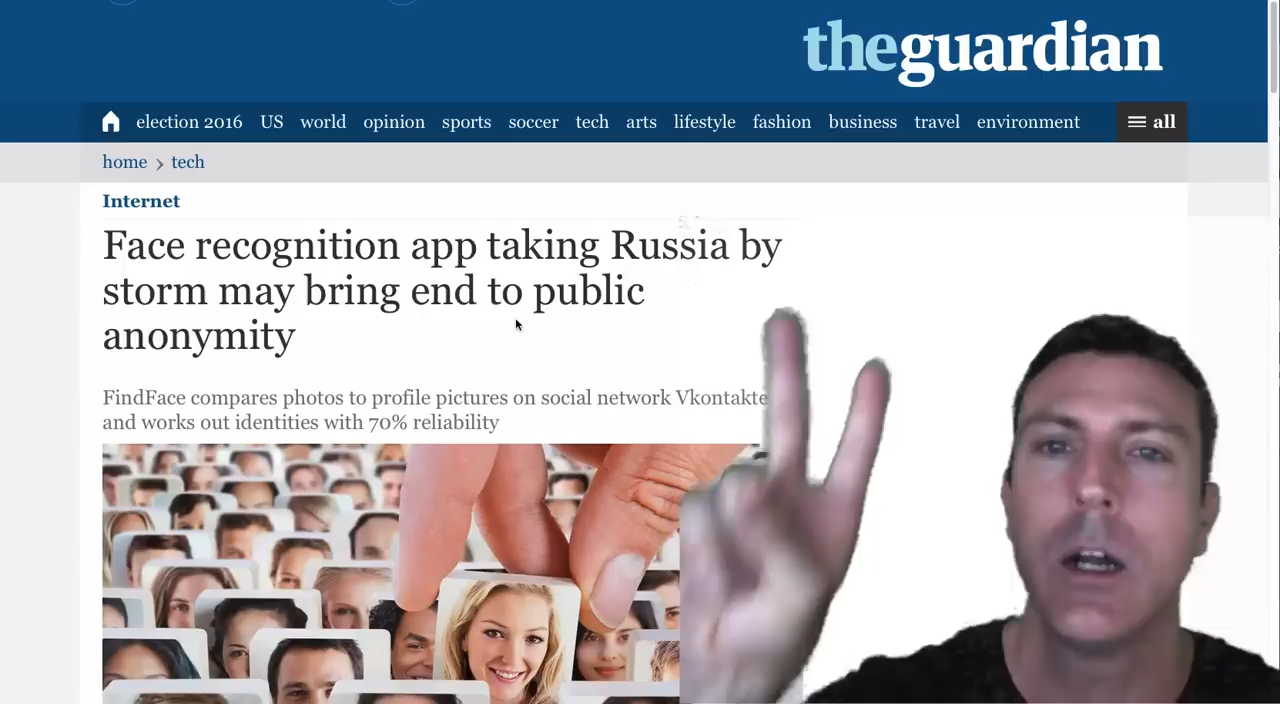 theguardian
election 2016 US world opinion sports soccer tech arts lifestyle fashion business travel environment all
home > tech
Internet
Face recognition app taking Russia by
storm may bring end to public
anonymity
FindFace compares photos to profile pictures on social network Vkontakte
and works out identities with 70% reliability